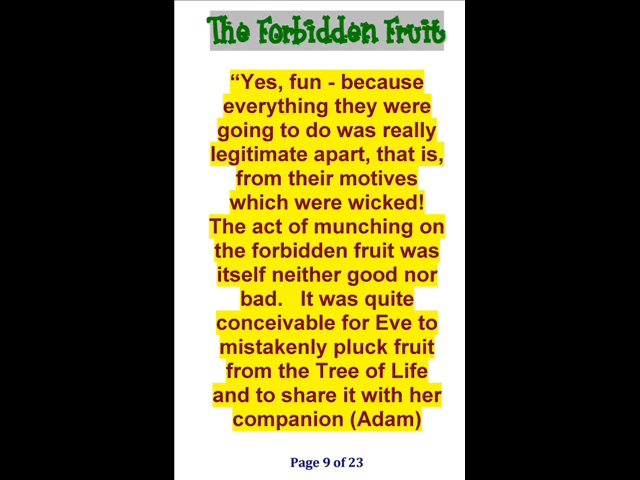 The Forbidden Fruit
“Yes, fun - because
everything they were
going to do was really
legitimate apart, that is,
from their motives
which were wicked!
The act of munching on
the forbidden fruit was
itself neither good nor
bad.   It was quite
conceivable for Eve to
mistakenly pluck fruit
from the Tree of Life
and to share it with her
companion (Adam)
Page 9 of 23